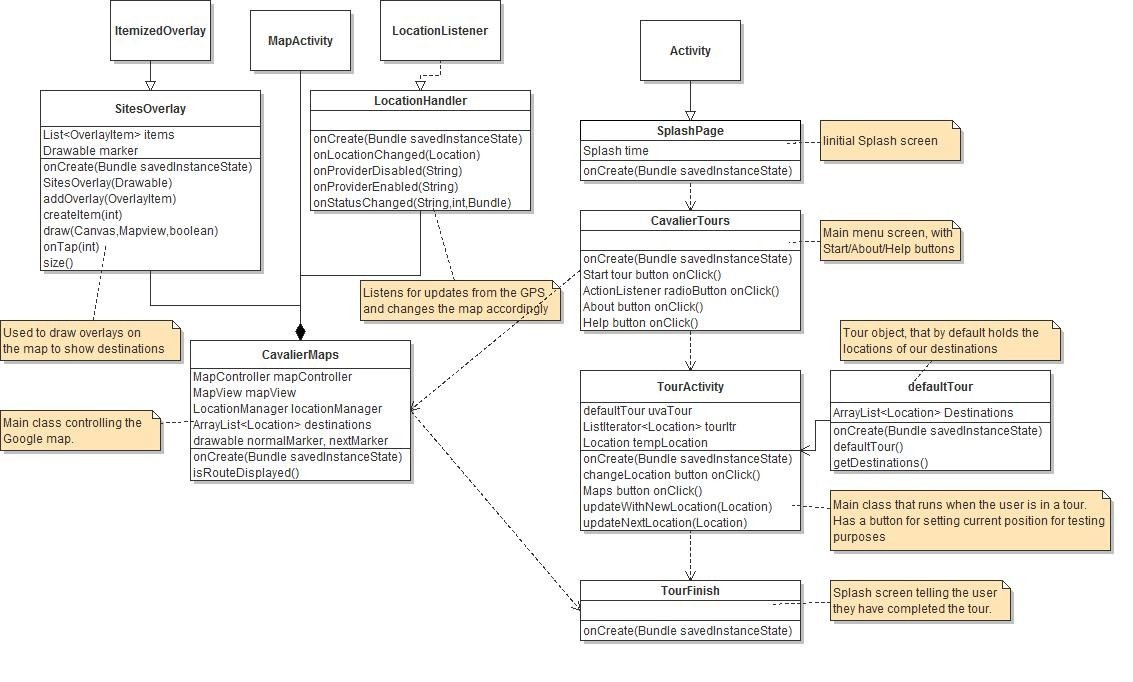 ItemizedOverlay
MapActivity
LocationListener
Activity
SitesOverlay
List<OverlayItem> items
Drawable marker
onCreate(Bundle savedInstanceState)
SitesOverlay(Drawable)
addOverlay(OverlayItem)
createItem(int)
draw(Canvas,Mapview,boolean)
onTap(int)
size()
LocationHandler
onCreate(Bundle savedInstanceState)
onLocationChanged(Location)
onProviderDisabled(String)
onProviderEnabled(String)
onStatusChanged(String,int,Bundle)
SplashPage
Splash time
onCreate(Bundle savedInstanceState)
Iinitial Splash screen
CavalierTours
onCreate(Bundle savedInstanceState)
Start tour button onClick()
ActionListener radioButton onClick()
About button onClick()
Help button onClick()
Main menu screen, with
Start/About/Help buttons
Listens for updates from the GPS
and changes the map accordingly
Used to draw overlays on
the map to show destinations
CavalierMaps
MapController mapController
MapView mapView
LocationManager locationManager
ArrayList<Location> destinations
drawable normalMarker, nextMarker
onCreate(Bundle savedInstanceState)
isRouteDisplayed()
Main class controlling the
Google map.
Tour object, that by default holds the
locations of our destinations
TourActivity
defaultTour uvaTour
ListIterator<Location> tourItr
Location tempLocation
onCreate(Bundle savedInstanceState)
changeLocation button onClick()
Maps button onClick()
updateWithNewLocation(Location)
updateNextLocation(Location)
defaultTour
ArrayList<Location> Destinations
onCreate(Bundle savedInstanceState)
defaultTour()
getDestinations()
Main class that runs when the user is in a tour.
Has a button for setting current position for testing
purposes
TourFinish
onCreate(Bundle savedInstanceState)
Splash screen telling the user
they have completed the tour.